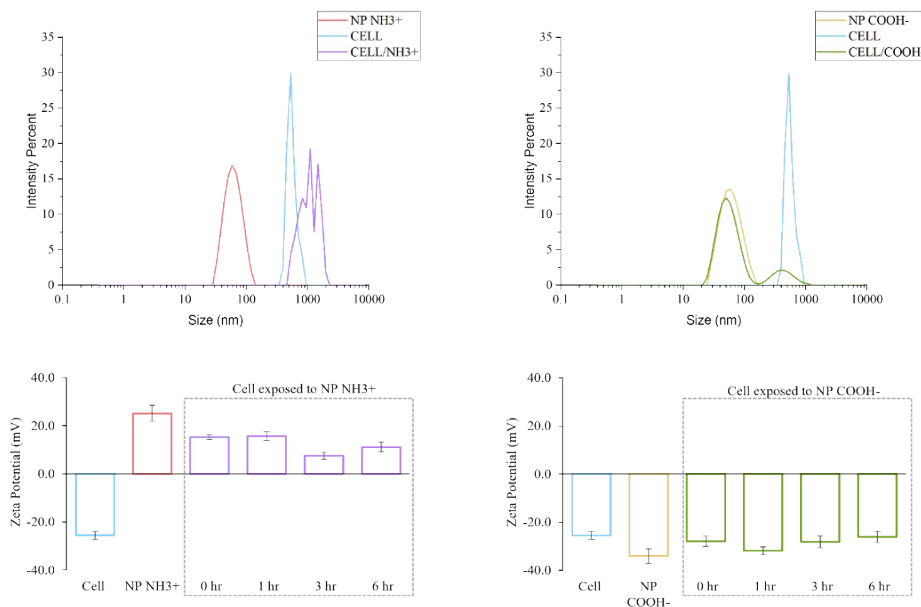 NP NH3+
CELL
CELL/NH3+
35
30
25
20
15
10
5
0
Intensity Percent
0.1 1 10 100 1000 10000
Size (nm)
NP COOH-
CELL
CELL/COOH-
35
30
25
20
15
10
5
0
Intensity Percent
0.1 1 10 100 1000 10000
Size (nm)
40.0
20.0
0.0
-20.0
-40.0
Zeta Potential (mV)
Cell exposed to NP NH3+
Cell NP NH3+ 0 hr 1 hr 3 hr 6 hr
40.0
20.0
0.0
-20.0
-40.0
Zeta Potential (mV)
Cell exposed to NP COOH-
Cell NP 0 hr 1 hr 3 hr 6 hr
COOH-